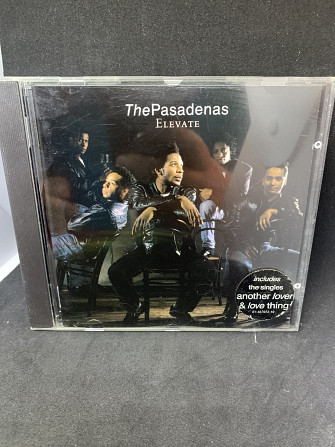 ThePasadenas
ELEVATE
includes
the singles
another lover
& love thing